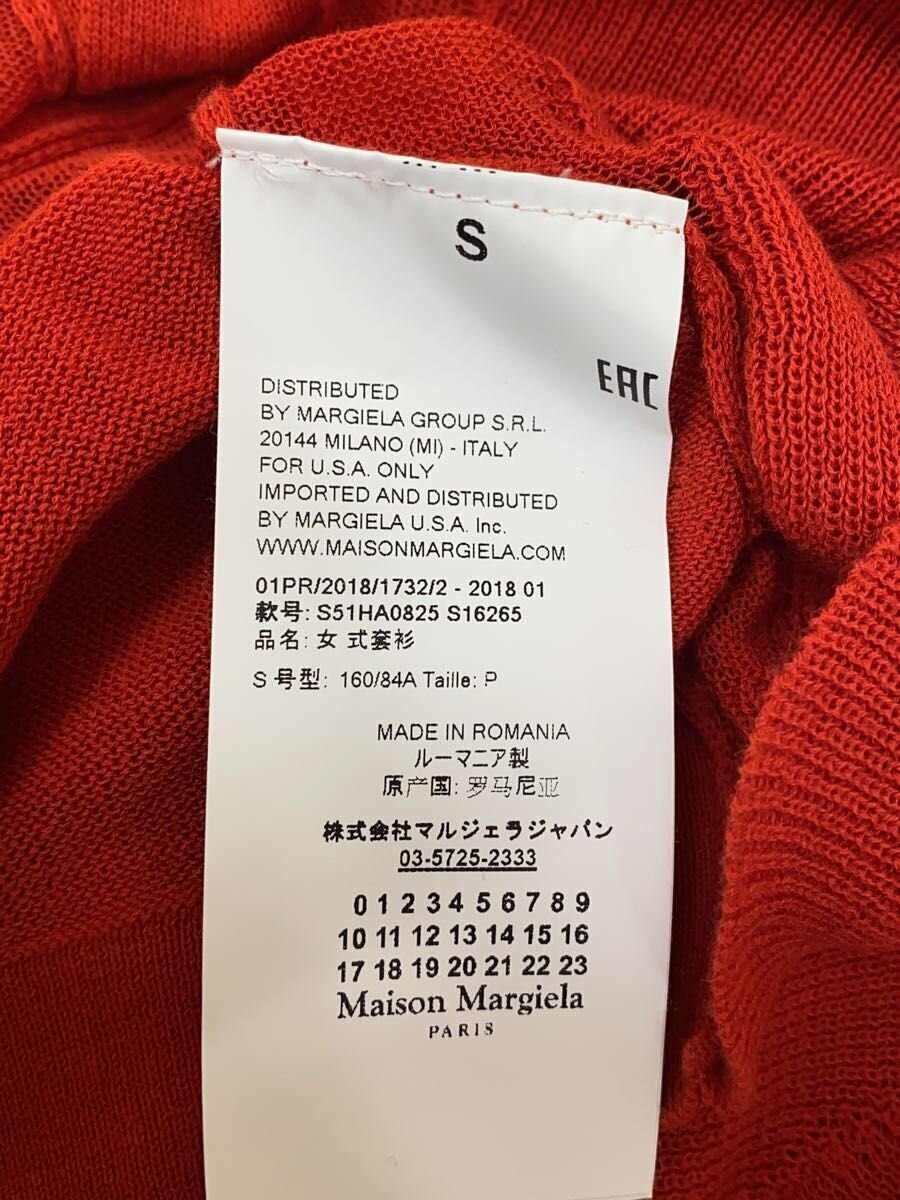 S
EAC
DISTRIBUTED
BY MARGIELA GROUP S.R.L.
20144 MILANO (MI) - ITALY
FOR U.S.A. ONLY
IMPORTED AND DISTRIBUTED
BY MARGIELA U.S.A. Inc.
WWW.MAISONMARGIELA.COM
01PR/2018/1732/2 - 2018 01
款号: S51HA0825 S16265
品名: 女 式套衫
S 号型: 160/84A Taille: P
MADE IN ROMANIA
ルーマニア製
原产国: 罗马尼亚
株式会社マルジェラジャパン
03-5725-2333
0 1 2 3 4 5 6 7 8 9
10 11 12 13 14 15 16
17 18 19 20 21 22 23
Maison Margiela
PARIS